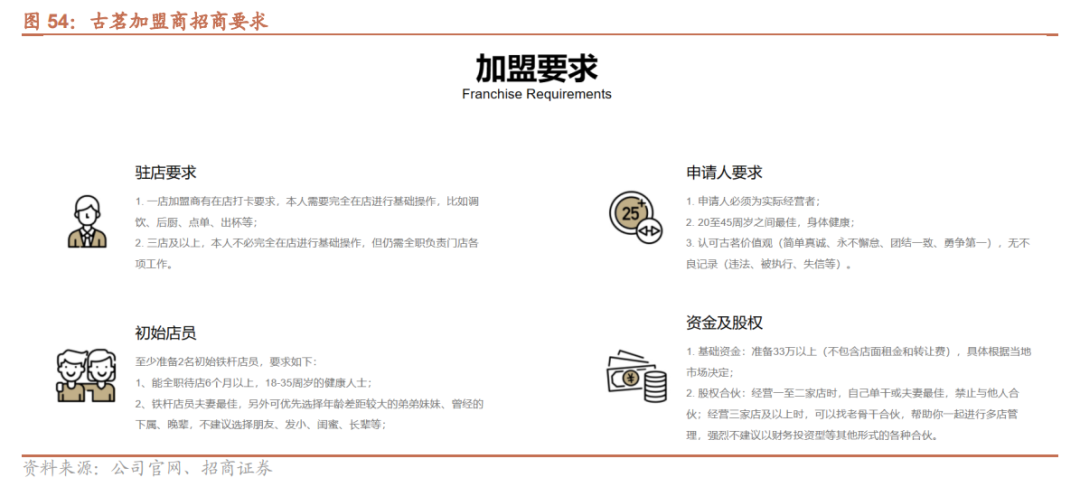 图 54：古茗加盟商招商要求
加盟要求
Franchise Requirements
驻店要求
1. 一店加盟商有在店打卡要求，本人需要完全在店进行基础操作，比如调
饮、后厨、点单、出杯等；
2. 三店及以上，本人不必完全在店进行基础操作，但仍需全职负责门店各
项工作。
申请人要求
25+
1. 申请人必须为实际经营者；
2. 20至45周岁之间最佳，身体健康；
3. 认可古茗价值观（简单真诚、永不懈怠、团结一致、勇争第一），无不
良记录（违法、被执行、失信等）。
初始店员
至少准备2名初始铁杆店员，要求如下：
1、能全职待店6个月以上，18-35周岁的健康人士；
2、铁杆店员夫妻最佳，另外可优先选择年龄差距较大的弟弟妹妹、曾经的
下属、晚辈，不建议选择朋友、发小、闺蜜、长辈等；
资金及股权
¥
1. 基础资金：准备33万以上（不包含店面租金和转让费），具体根据当地
市场决定；
2. 股权合伙：经营一至二家店时，自己单干或夫妻最佳，禁止与他人合
伙；经营三家店及以上时，可以找老骨干合伙，帮助你一起进行多店管
理，强烈不建议以财务投资型等其他形式的各种合伙。
资料来源：公司官网、招商证券